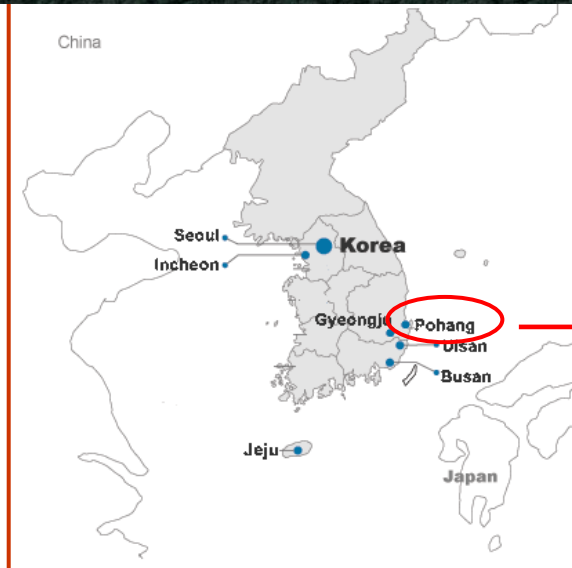 China
Seoul
Korea
Incheon
Gyeongju
Pohang
Ulsan
Busan
Jeju
Japan